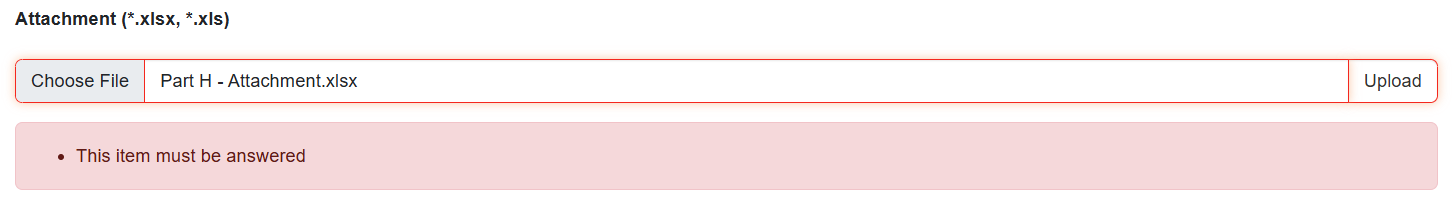 Attachment (*.xlsx, *.xls)
Choose File Part H - Attachment.xlsx Upload
• This item must be answered